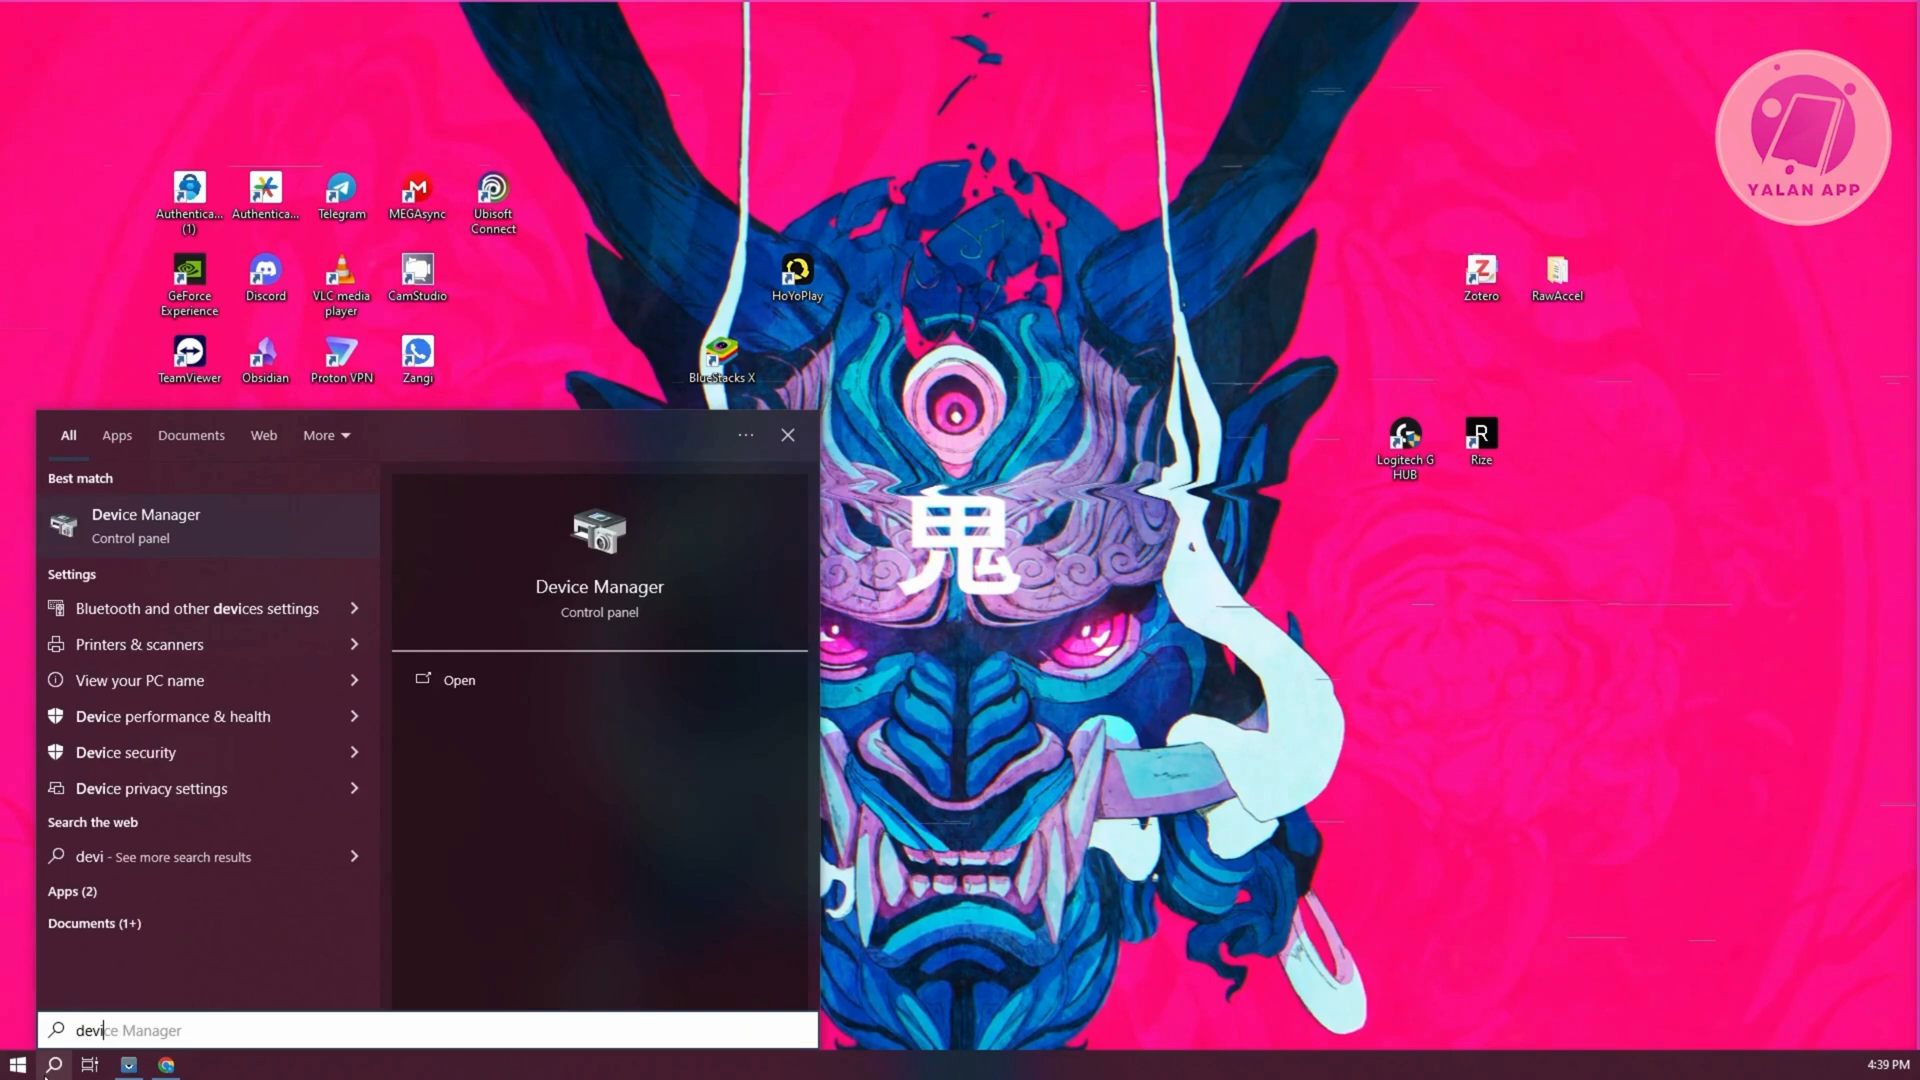 YALAN APP
Authentica...
(1)
Authentica...
Telegram
MEGAsync
Ubisoft
Connect
GeForce
Experience
Discord
VLC media
player
CamStudio
HoYoPlay
Zotero
RawAccel
TeamViewer
Obsidian
Proton VPN
Zangi
BlueStacks X
Logitech G
HUB
Rize
鬼
All Apps Documents Web More
Best match
Device Manager
Control panel
Settings
Bluetooth and other devices settings
Printers & scanners
View your PC name
Device performance & health
Device security
Device privacy settings
Search the web
devi - See more search results
Apps (2)
Documents (1+)
Device Manager
Control panel
Open
device Manager
4:39 PM